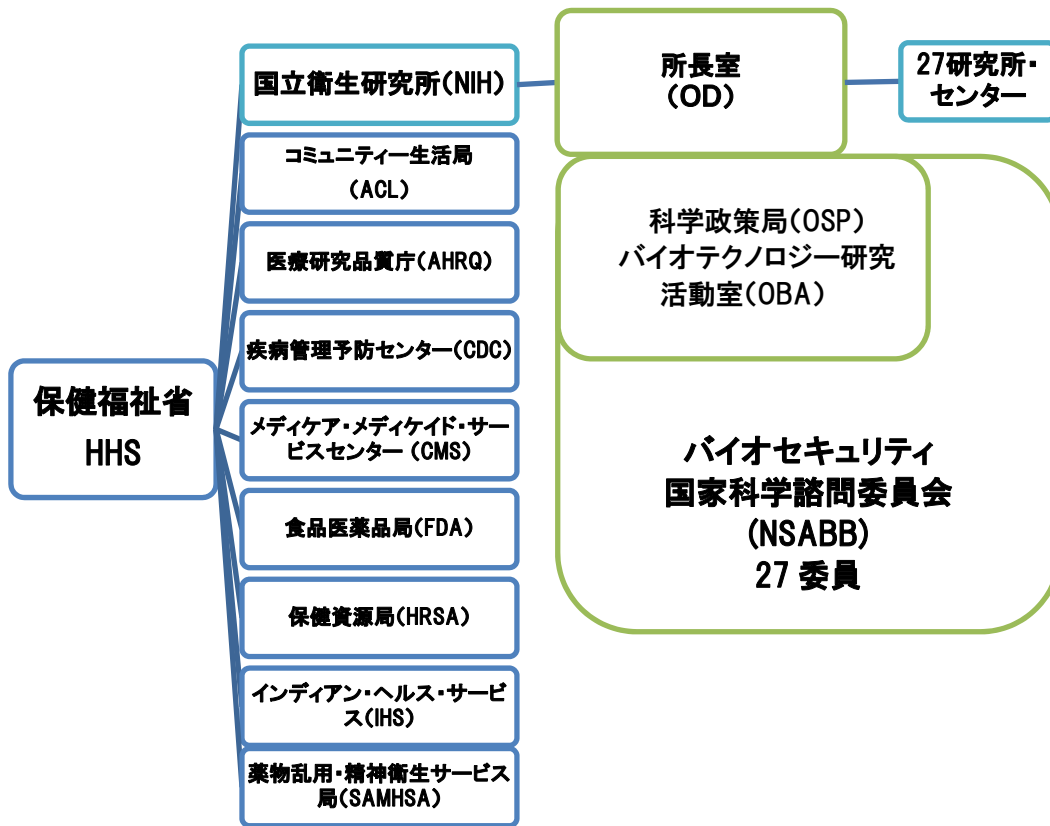 保健福祉省
HHS
国立衛生研究所(NIH)
コミュニティー生活局
(ACL)
医療研究品質庁(AHRQ)
疾病管理予防センター(CDC)
メディケア・メディケイド・サー
ビスセンター (CMS)
食品医薬品局(FDA)
保健資源局(HRSA)
インディアン・ヘルス・サービ
ス(IHS)
薬物乱用・精神衛生サービス
局(SAMHSA)
所長室
(OD)
27研究所・
センター
科学政策局(OSP)
バイオテクノロジー研究
活動室(OBA)
バイオセキュリティ
国家科学諮問委員会
(NSABB)
27 委員